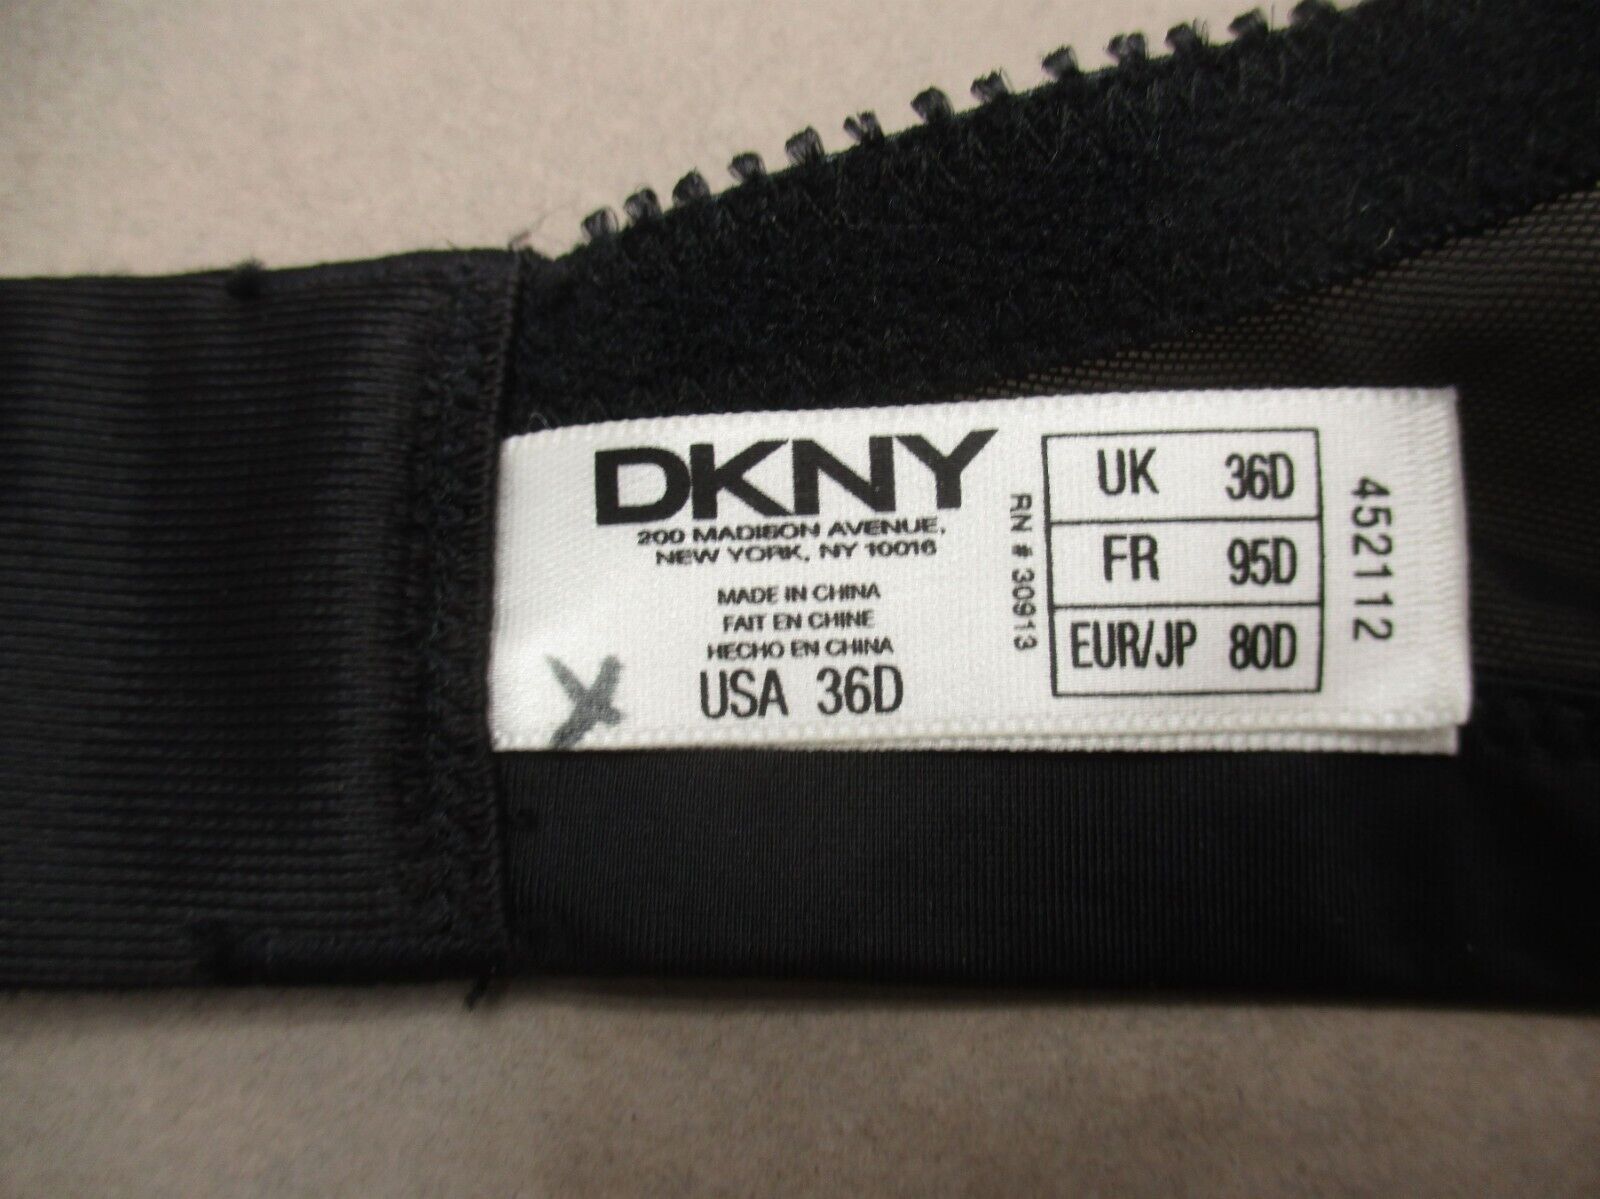 DKNY
200 MADISON AVENUE,
NEW YORK, NY 10016
MADE IN CHINA
FAIT EN CHINE
HECHO EN CHINA
USA 36D
RN # 30913
UK 36D
FR 95D
EUR/JP 80D
452112